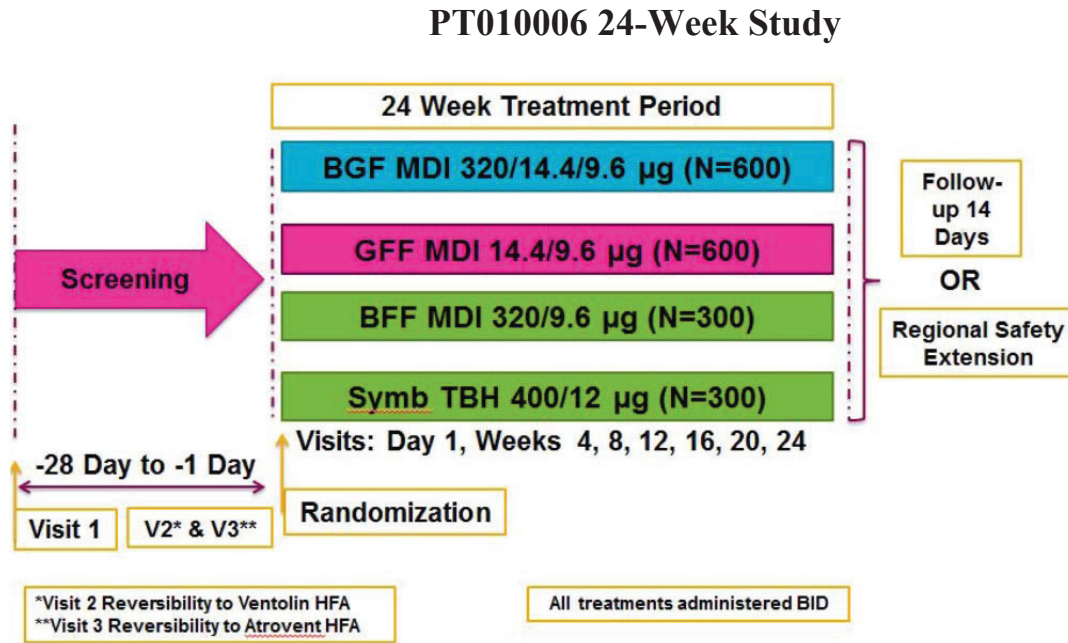 PT010006 24-Week Study
24 Week Treatment Period
BGF MDI 320/14.4/9.6 µg (N=600)
GFF MDI 14.4/9.6 µg (N=600)
BFF MDI 320/9.6 µg (N=300)
Symb TBH 400/12 µg (N=300)
Screening
Follow-
up 14
Days
OR
Regional Safety
Extension
Visits: Day 1, Weeks 4, 8, 12, 16, 20, 24
-28 Day to -1 Day
Visit 1
V2* & V3**
Randomization
*Visit 2 Reversibility to Ventolin HFA
**Visit 3 Reversibility to Atrovent HFA
All treatments administered BID